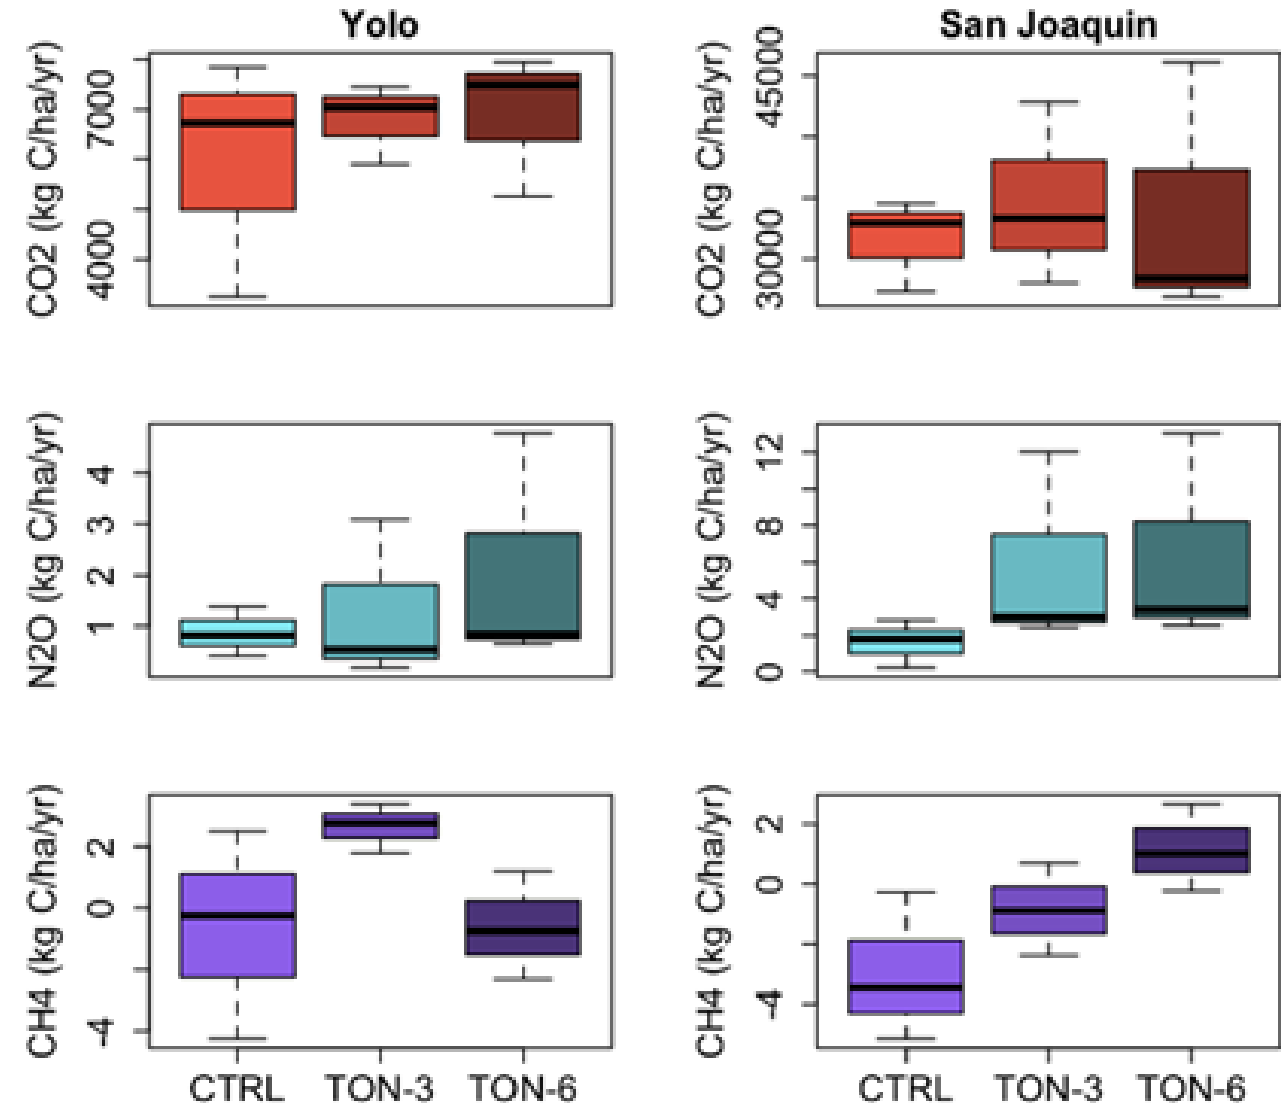 Yolo
San Joaquin
CO2 (kg C/ha/yr)
7000
4000
CO2 (kg C/ha/yr)
45000
30000
N2O (kg C/ha/yr)
4
3
2
1
N2O (kg C/ha/yr)
12
8
4
0
CH4 (kg C/ha/yr)
2
0
-4
CH4 (kg C/ha/yr)
2
0
-4
CTRL TON-3 TON-6
CTRL TON-3 TON-6